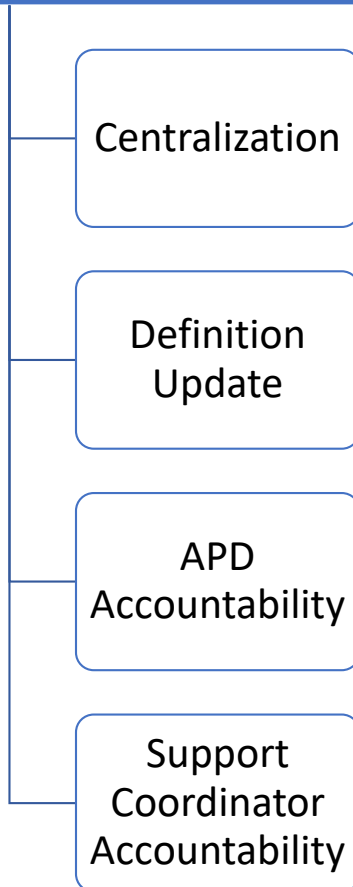 Centralization
Definition
Update
APD
Accountability
Support
Coordinator
Accountability